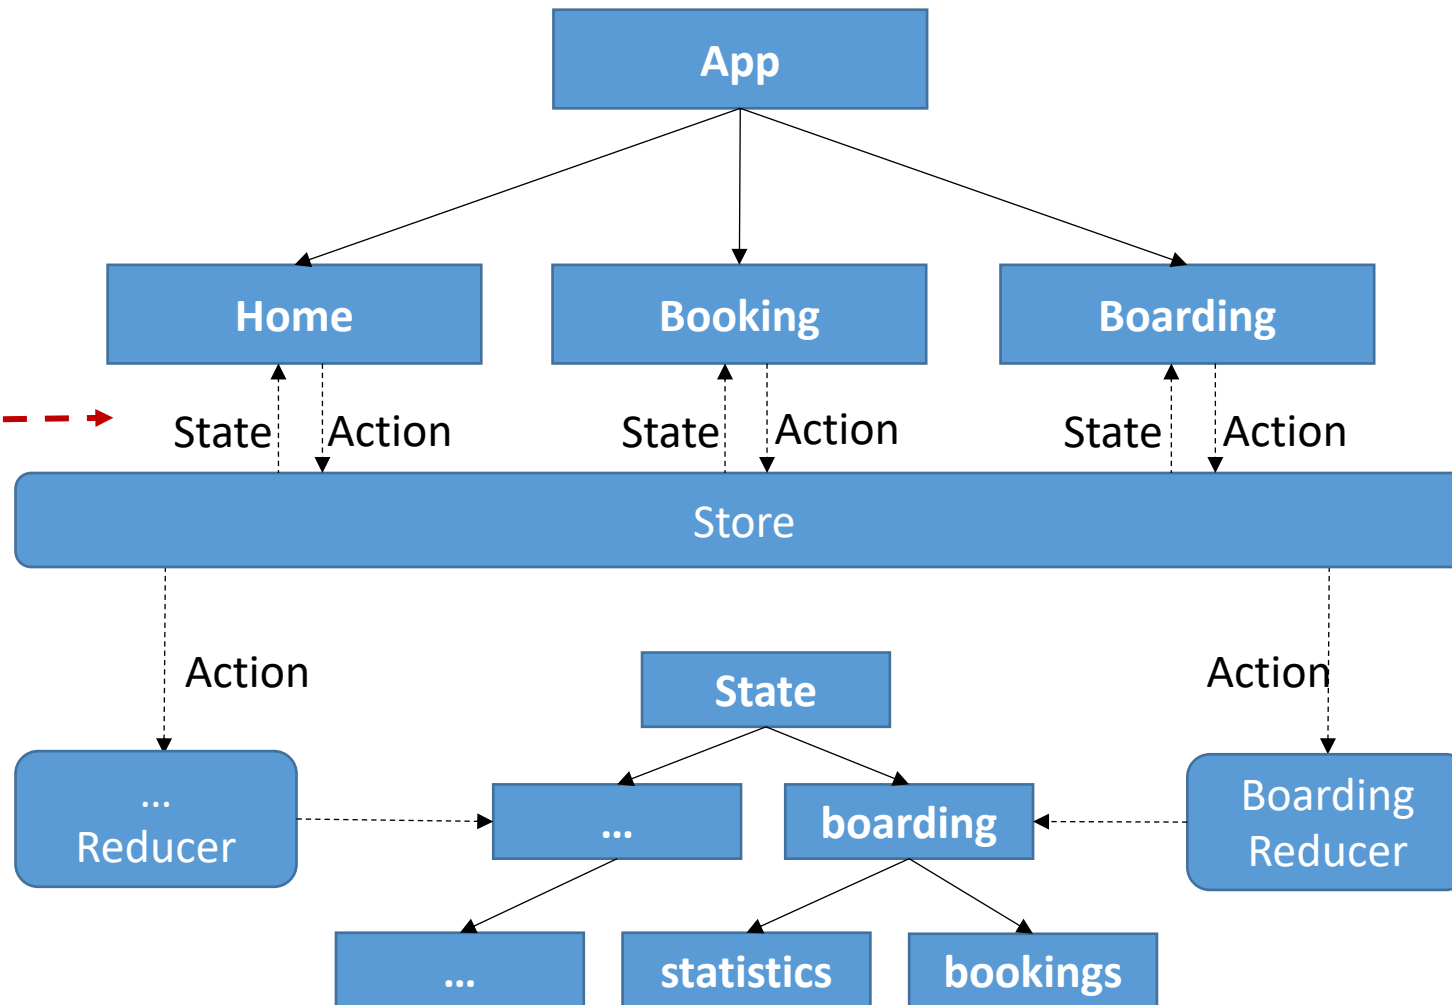 App
Home
Booking
Boarding
State
Action
State
Action
State
Action
Store
Action
Action
State
...
Reducer
...
boarding
Boarding
Reducer
...
statistics
bookings